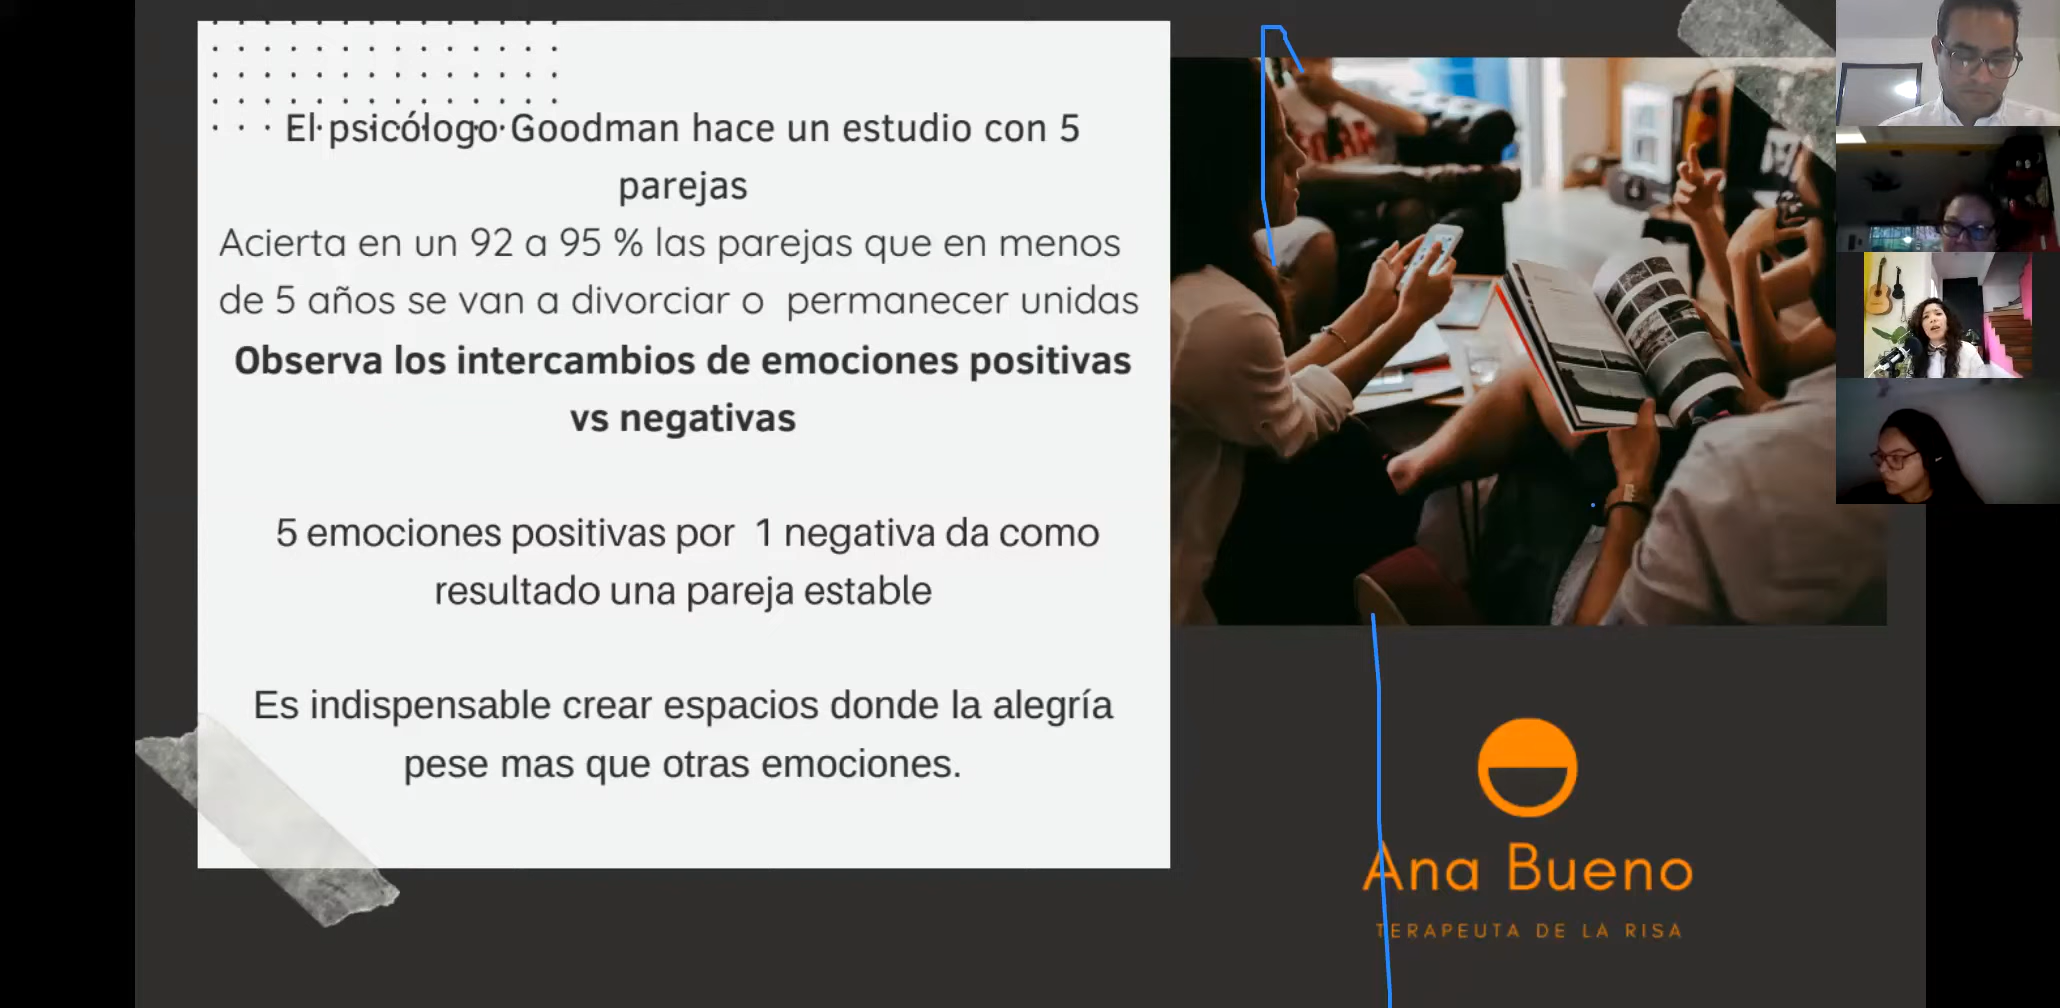 El psicólogo Goodman hace un estudio con 5
parejas
Acierta en un 92 a 95 % las parejas que en menos
de 5 años se van a divorciar o permanecer unidas
Observa los intercambios de emociones positivas
vs negativas
5 emociones positivas por 1 negativa da como
resultado una pareja estable
Es indispensable crear espacios donde la alegría
pese mas que otras emociones.
Ana Bueno
TERAPEUTA DE LA RISA